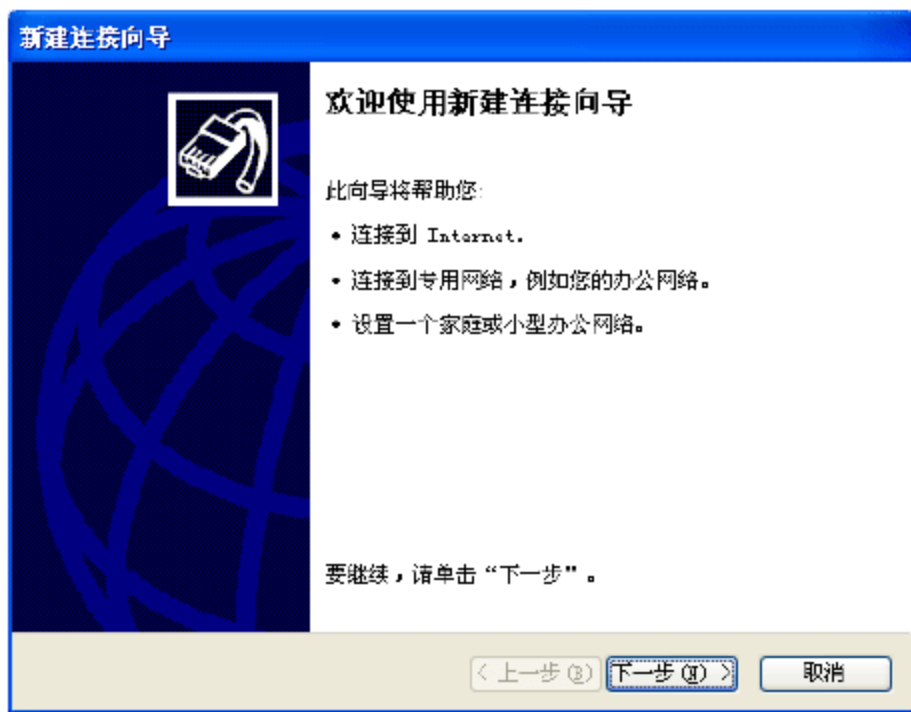 新建连接向导
欢迎使用新建连接向导
此向导将帮助您:
• 连接到 Internet.
• 连接到专用网络，例如您的办公网络。
• 设置一个家庭或小型办公网络。
要继续，请单击“下一步”。
< 上一步(B) 下一步(N) > 取消